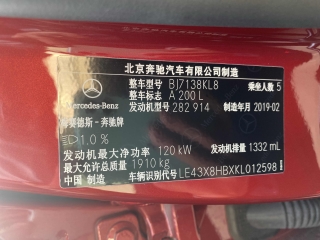 北京奔驰汽车有限公司制造
整车型号 BJ7138KL8 乘坐人数 5
整车标志 A 200 L
Mercedes-Benz 发动机型号 282 914 制造年月 2019-02
梅赛德斯-奔驰牌
1.0 %
发动机最大净功率 120 kW 发动机排量 1332 mL
最大允许总质量 1910 kg
中国 制造 车辆识别代号 LE43X8HBXKL012598